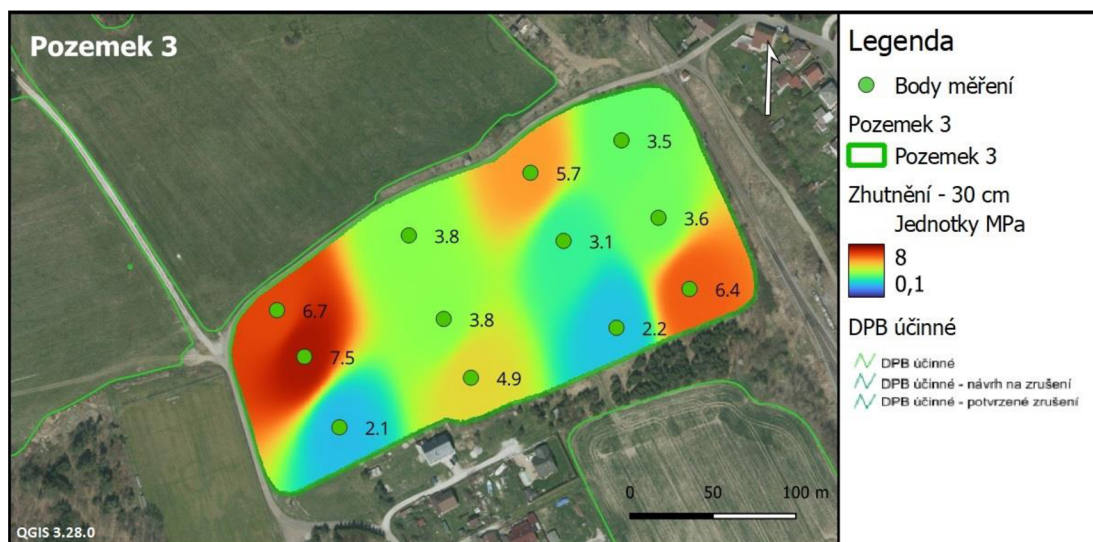 Pozemek 3
3.5
5.7
3.6
3.8
3.1
6.4
6.7
3.8
2.2
7.5
4.9
2.1
0 50 100 m
QGIS 3.28.0
Legenda
Body měření
Pozemek 3
Pozemek 3
Zhutnění - 30 cm
Jednotky MPa
8
0,1
DPB účinné
DPB účinné
DPB účinné - návrh na zrušení
DPB účinné - potvrzené zrušení